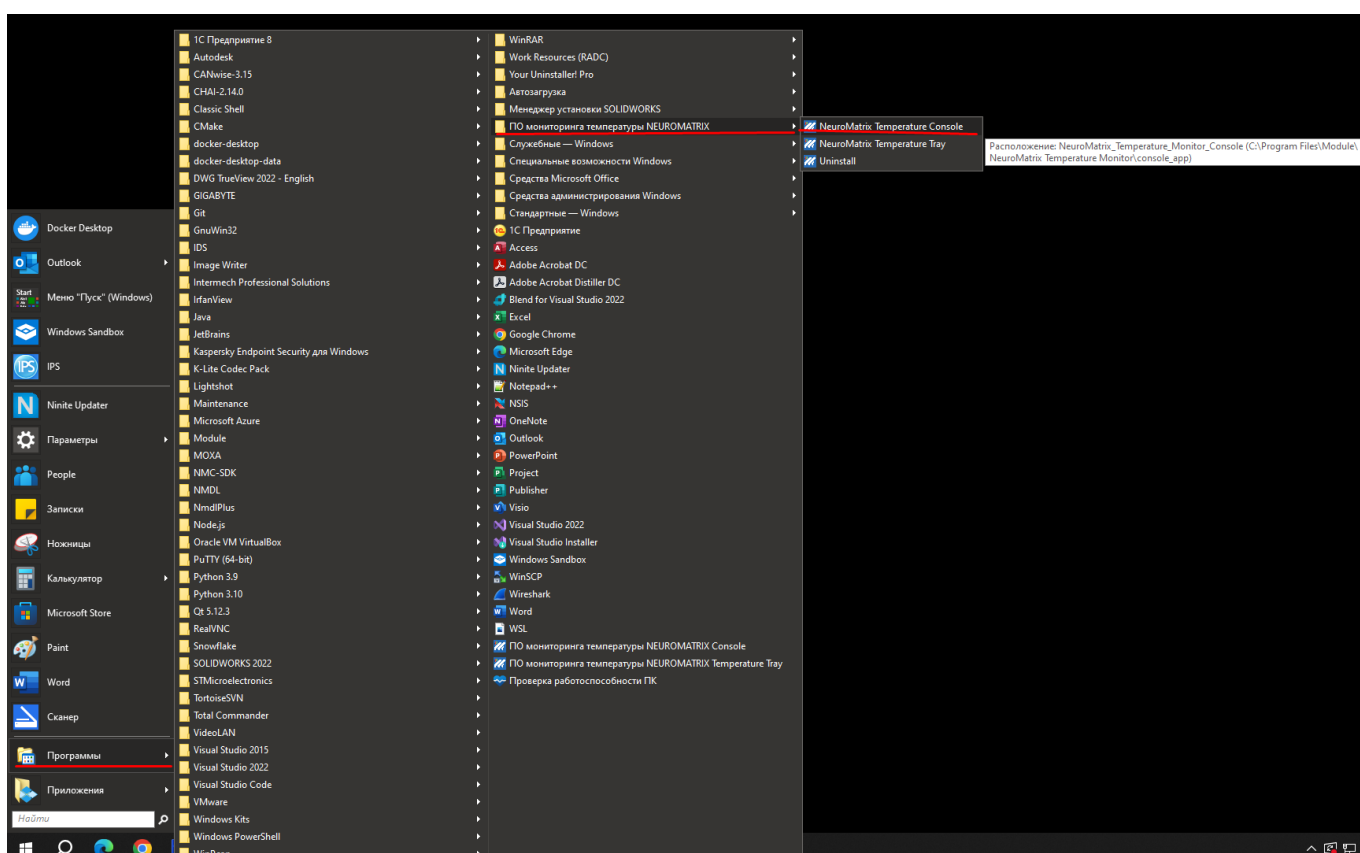 Docker Desktop
Outlook
Start
Меню "Пуск" (Windows)
Windows Sandbox
IPS
IPS
Ninite Updater
Параметры
People
Записки
Ножницы
Калькулятор
Microsoft Store
Paint
Word
Сканер
Программы
Приложения
Найти
1С Предприятие 8
Autodesk
CANwise-3.15
CHAI-2.14.0
Classic Shell
CMake
docker-desktop
docker-desktop-data
DWG TrueView 2022 - English
GIGABYTE
Git
GnuWin32
IDS
Image Writer
Intermech Professional Solutions
IrfanView
Java
JetBrains
Kaspersky Endpoint Security для Windows
K-Lite Codec Pack
Lightshot
Maintenance
Microsoft Azure
Module
MOXA
NMC-SDK
NMDL
NmdlPlus
Node.js
Oracle VM VirtualBox
PuTTY (64-bit)
Python 3.9
Python 3.10
Qt 5.12.3
RealVNC
Snowflake
SOLIDWORKS 2022
STMicroelectronics
TortoiseSVN
Total Commander
VideoLAN
Visual Studio 2015
Visual Studio 2022
Visual Studio Code
VMware
Windows Kits
Windows PowerShell
WinRAR
Work Resources (RADC)
Your Uninstaller! Pro
Автозагрузка
Менеджер установки SOLIDWORKS
ПО мониторинга температуры NEUROMATRIX
Служебные — Windows
Специальные возможности Windows
Средства Microsoft Office
Средства администрирования Windows
Стандартные — Windows
1С Предприятие
Access
Adobe Acrobat DC
Adobe Acrobat Distiller DC
Blend for Visual Studio 2022
Excel
Google Chrome
Microsoft Edge
Ninite Updater
Notepad++
NSIS
OneNote
Outlook
PowerPoint
Project
Publisher
Visio
Visual Studio 2022
Visual Studio Installer
Windows Sandbox
WinSCP
Wireshark
Word
WSL
ПО мониторинга температуры NEUROMATRIX Console
ПО мониторинга температуры NEUROMATRIX Temperature Tray
Проверка работоспособности ПК
NeuroMatrix Temperature Console
NeuroMatrix Temperature Tray
Uninstall
Расположение: NeuroMatrix_Temperature_Monitor_Console (C:\Program Files\Module\
NeuroMatrix Temperature Monitor\console_app)